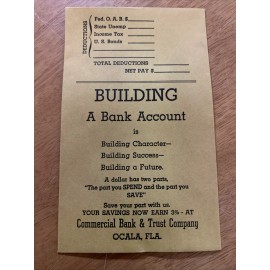 DEDUCTIONS
Fed. O. A. B. $
State Unemp
Income Tax
U. S. Bonds
TOTAL DEDUCTIONS
NET PAY $
BUILDING
A Bank Account
is
Building Character—
Building Success—
Building a Future.
A dollar has two parts,
"The part you SPEND and the part you
SAVE"
Save your part with us.
YOUR SAVINGS NOW EARN 3% - AT
Commercial Bank & Trust Company
OCALA, FLA.